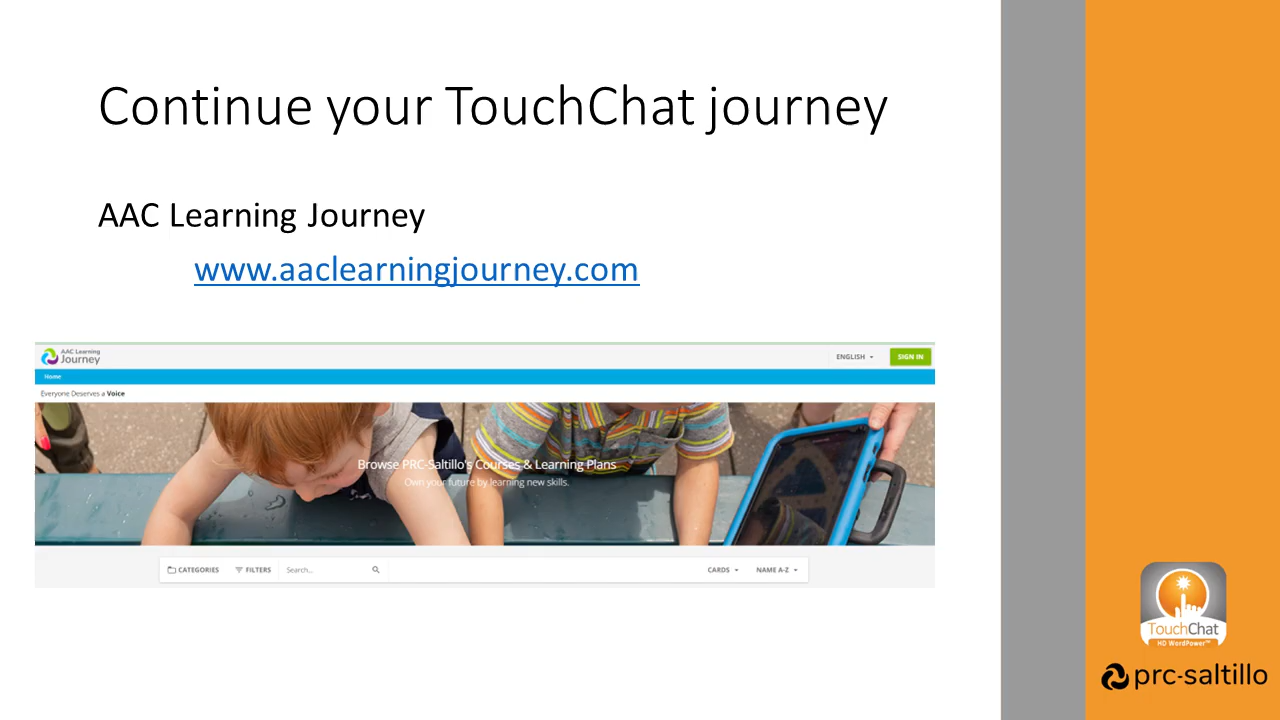 Continue your TouchChat journey
AAC Learning Journey
www.aaclearningjourney.com
AAC Learning
Journey
ENGLISH
SIGN IN
Home
Everyone Deserves a Voice
Browse PRC-Saltillo's Courses & Learning Plans
Own your future by learning new skills.
CATEGORIES FILTERS Search... CARDS NAME A-Z
TouchChat
HD WordPower™
prc-saltillo